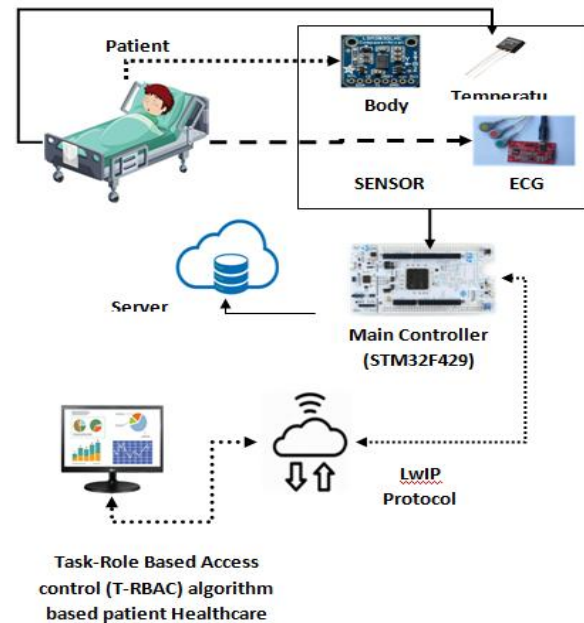 Patient
Body
Temperatu
SENSOR
ECG
Server
Main Controller
(STM32F429)
LwIP
Protocol
Task-Role Based Access
control (T-RBAC) algorithm
based patient Healthcare